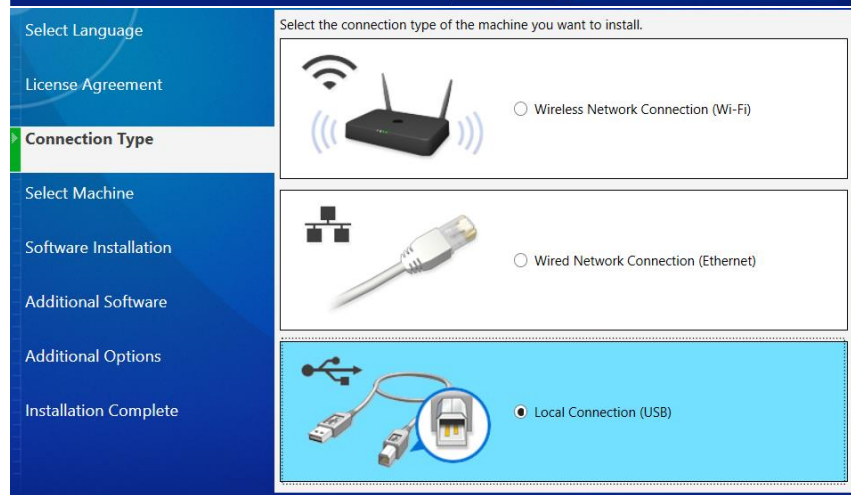 Select Language
License Agreement
Connection Type
Select Machine
Software Installation
Additional Software
Additional Options
Installation Complete
Select the connection type of the machine you want to install.
Wireless Network Connection (Wi-Fi)
Wired Network Connection (Ethernet)
Local Connection (USB)